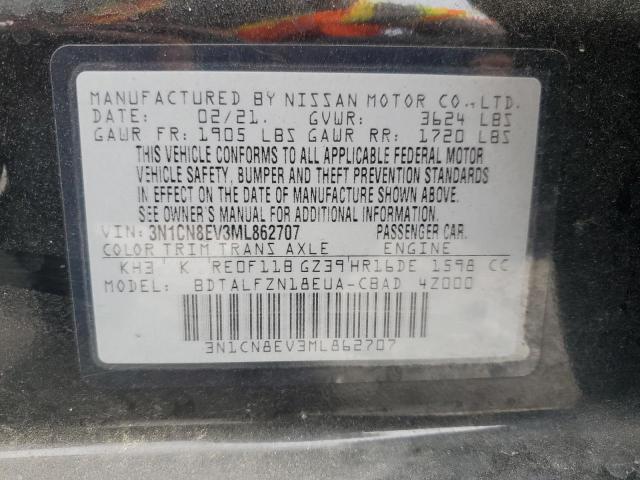 MANUFACTURED BY NISSAN MOTOR CO.,LTD.
DATE: 02/21. GVWR: 3624 LBS
GAWR FR: 1905 LBS GAWR RR: 1720 LBS
THIS VEHICLE CONFORMS TO ALL APPLICABLE FEDERAL MOTOR
VEHICLE SAFETY, BUMPER AND THEFT PREVENTION STANDARDS
IN EFFECT ON THE DATE OF MANUFACTURE SHOWN ABOVE.
SEE OWNER'S MANUAL FOR ADDITIONAL INFORMATION.
VIN: 3N1CN8EV3ML862707 PASSENGER CAR.
COLOR TRIM TRANS AXLE ENGINE
KH3 K RE0F11B GZ39 HR16DE 1598 CC
MODEL: BDTALFZN18EUA-CBAD 4Z000
3N1CN8EV3ML862707